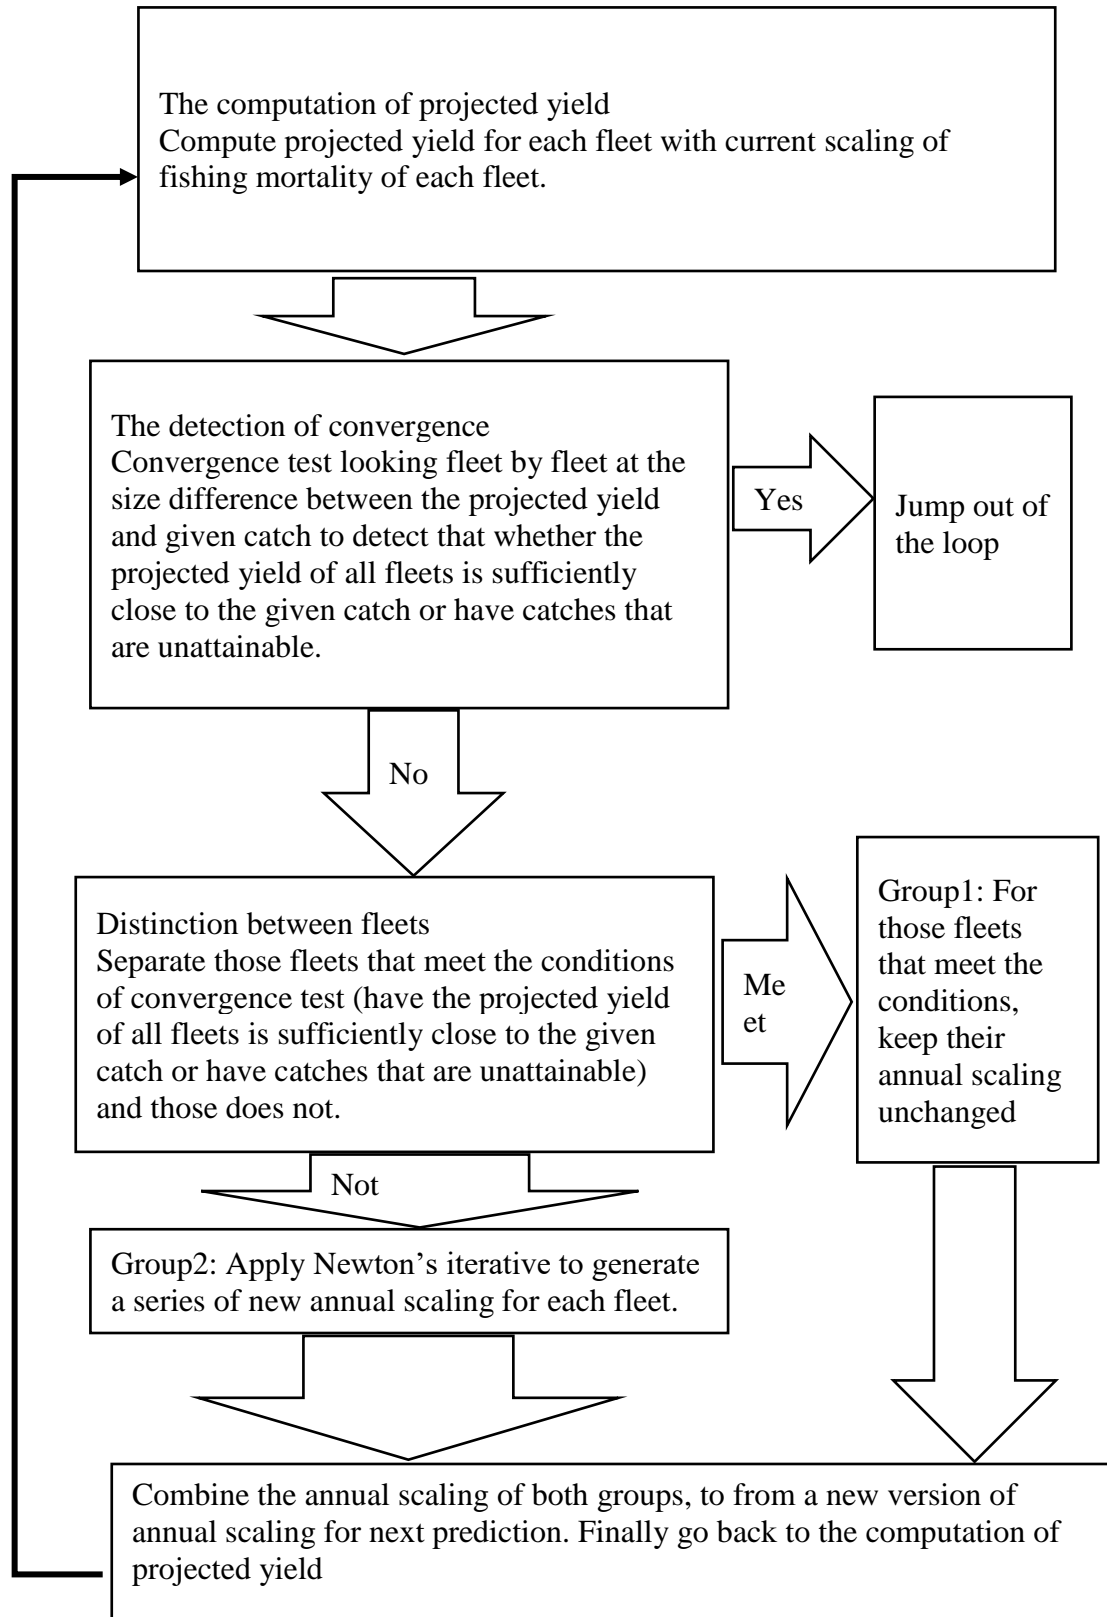 The computation of projected yield
Compute projected yield for each fleet with current scaling of
fishing mortality of each fleet.
The detection of convergence
Convergence test looking fleet by fleet at the
size difference between the projected yield
and given catch to detect that whether the
projected yield of all fleets is sufficiently
close to the given catch or have catches that
are unattainable.
Yes
Jump out of
the loop
No
Distinction between fleets
Separate those fleets that meet the conditions
of convergence test (have the projected yield
of all fleets is sufficiently close to the given
catch or have catches that are unattainable)
and those does not.
Me
et
Group1: For
those fleets
that meet the
conditions,
keep their
annual scaling
unchanged
Not
Group2: Apply Newton's iterative to generate
a series of new annual scaling for each fleet.
Combine the annual scaling of both groups, to from a new version of
annual scaling for next prediction. Finally go back to the computation of
projected yield